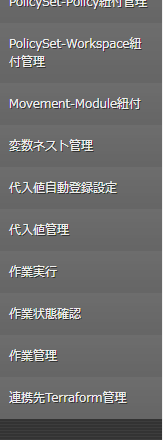 PolicySet-Policy紐付管理
PolicySet-Workspace紐
付管理
Movement-Module紐付
変数ネスト管理
代入値自動登録設定
代入値管理
作業実行
作業状態確認
作業管理
連携先Terraform管理